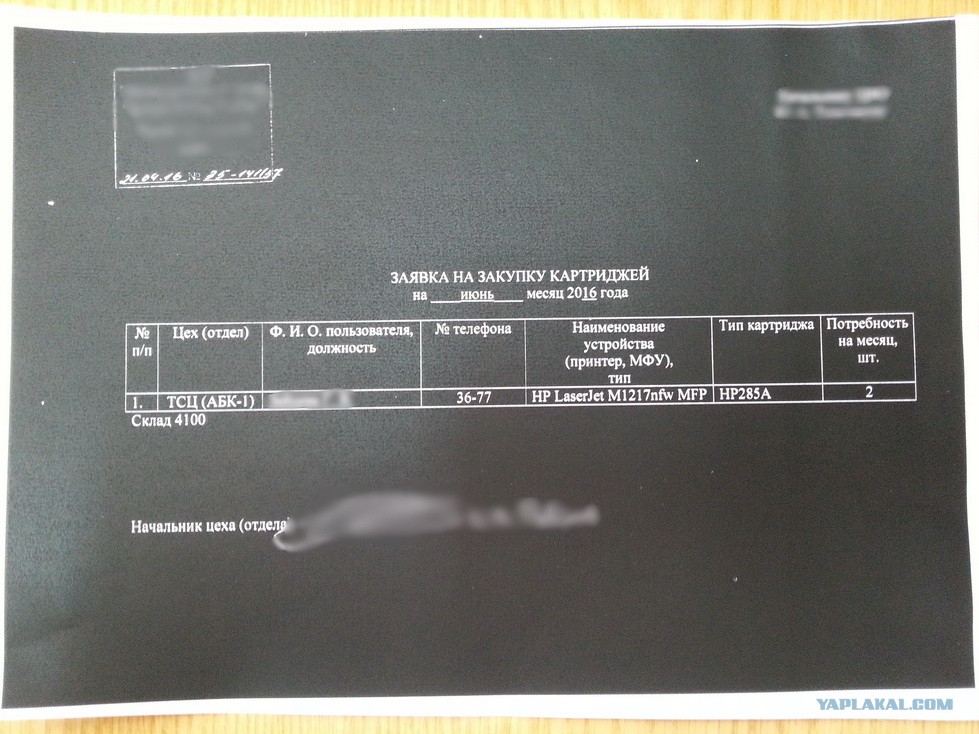 21.04.16 № 25-141/57
ЗАЯВКА НА ЗАКУПКУ КАРТРИДЖЕЙ
на июнь месяц 2016 года
№ п/п
Цех (отдел)
Ф. И. О. пользователя,
должность
№ телефона
Наименование
устройства
(принтер, МФУ),
тип
Тип картриджа
Потребность
на месяц,
шт.
1. ТСЦ (АБК-1) 36-77 HP LaserJet M1217nfw MFP HP285A 2
Склад 4100
Начальник цеха (отдела)
YAPLAKAL.COM